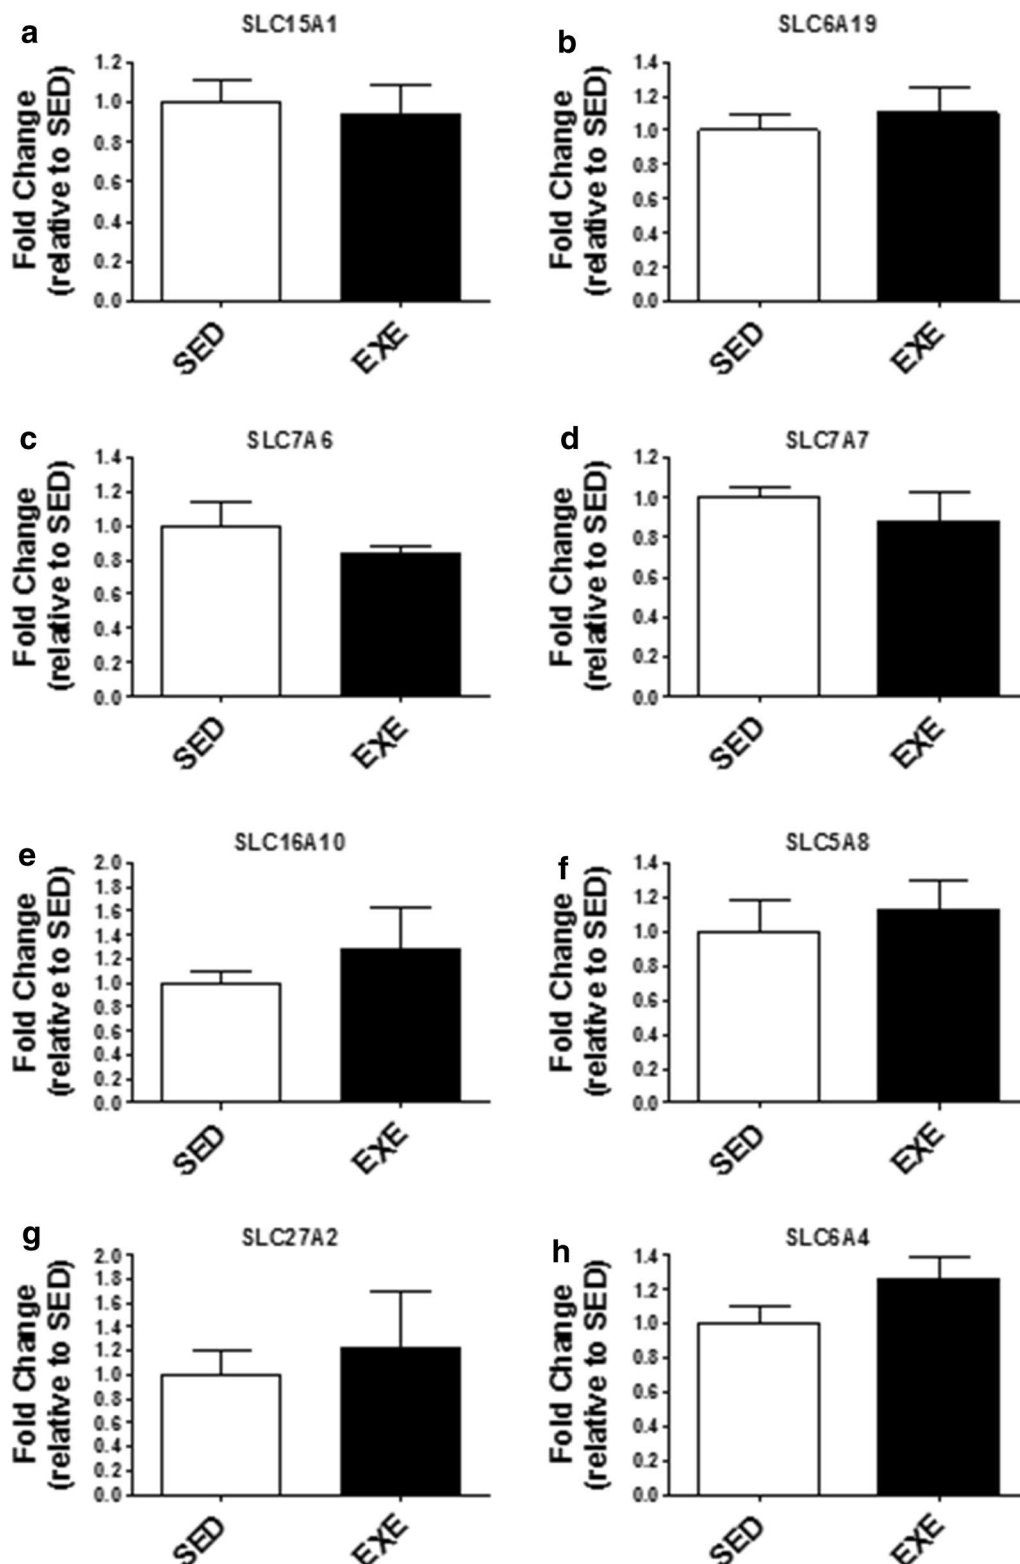 a
SLC15A1
Fold Change
(relative to SED)
1.2
1.0
0.8
0.6
0.4
0.2
0.0
SED
EXE
b
SLC6A19
Fold Change
(relative to SED)
1.4
1.2
1.0
0.8
0.6
0.4
0.2
0.0
SED
EXE
c
SLC7A6
Fold Change
(relative to SED)
1.4
1.2
1.0
0.8
0.6
0.4
0.2
0.0
SED
EXE
d
SLC7A7
Fold Change
(relative to SED)
1.2
1.0
0.8
0.6
0.4
0.2
0.0
SED
EXE
e
SLC16A10
Fold Change
(relative to SED)
2.0
1.8
1.6
1.4
1.2
1.0
0.8
0.6
0.4
0.2
0.0
SED
EXE
f
SLC5A8
Fold Change
(relative to SED)
1.4
1.2
1.0
0.8
0.6
0.4
0.2
0.0
SED
EXE
g
SLC27A2
Fold Change
(relative to SED)
2.0
1.8
1.6
1.4
1.2
1.0
0.8
0.6
0.4
0.2
0.0
SED
EXE
h
SLC6A4
Fold Change
(relative to SED)
1.4
1.2
1.0
0.8
0.6
0.4
0.2
0.0
SED
EXE